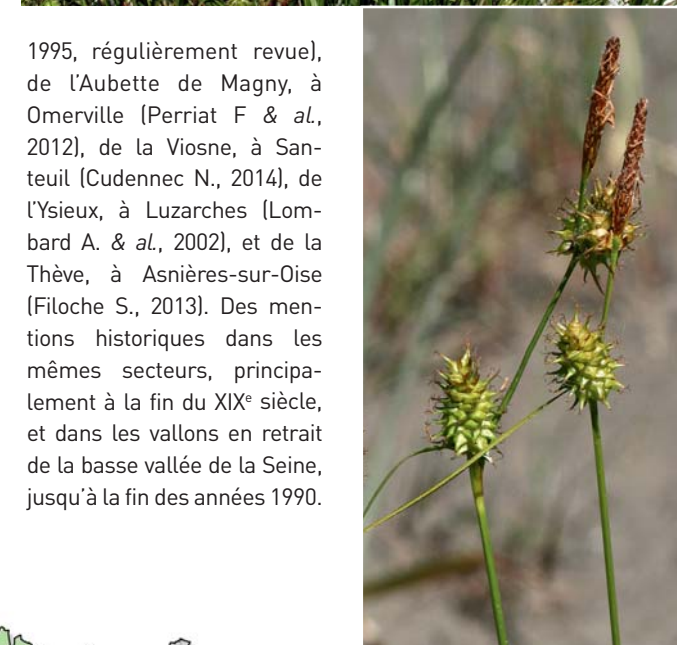 1995, régulièrement revue),
de l'Aubette de Magny, à
Omerville (Perriat F & al.,
2012), de la Viosne, à San-
teuil (Cudennec N., 2014), de
l'Ysieux, à Luzarches (Lom-
bard A. & al., 2002), et de la
Thève, à Asnières-sur-Oise
(Filoche S., 2013). Des men-
tions historiques dans les
mêmes secteurs, principa-
lement à la fin du XIXe siècle,
et dans les vallons en retrait
de la basse vallée de la Seine,
jusqu'à la fin des années 1990.